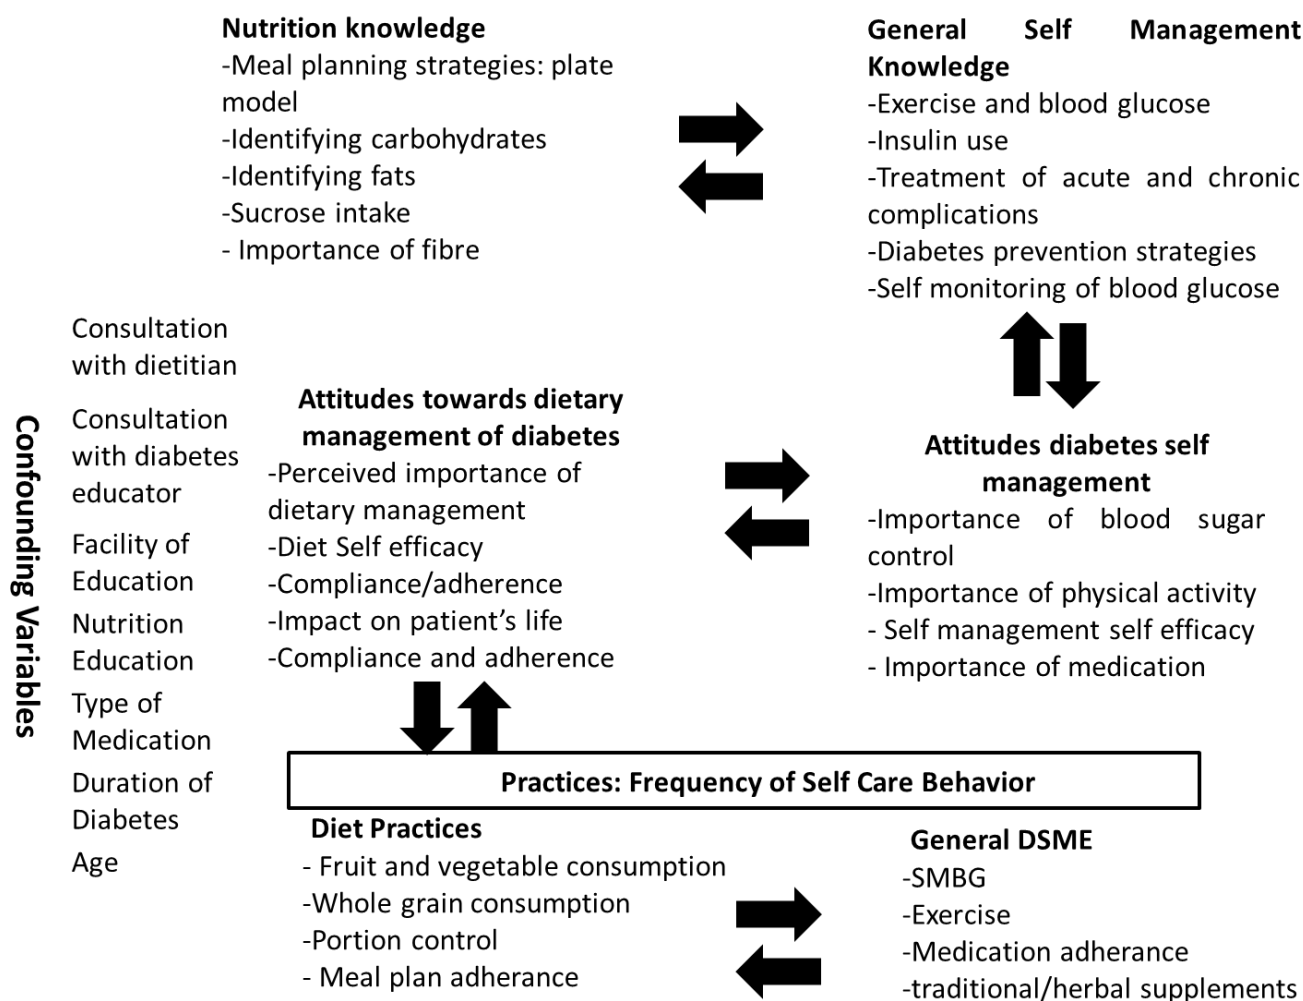 Nutrition knowledge
-Meal planning strategies: plate
model
-Identifying carbohydrates
-Identifying fats
-Sucrose intake
- Importance of fibre
General Self Management
Knowledge
-Exercise and blood glucose
-Insulin use
-Treatment of acute and chronic
complications
-Diabetes prevention strategies
-Self monitoring of blood glucose
Confounding Variables
Consultation
with dietitian
Consultation
with diabetes
educator
Facility of
Education
Nutrition
Education
Type of
Medication
Duration of
Diabetes
Age
Attitudes towards dietary
management of diabetes
-Perceived importance of
dietary management
-Diet Self efficacy
-Compliance/adherence
-Impact on patient’s life
-Compliance and adherence
Attitudes diabetes self
management
-Importance of blood sugar
control
-Importance of physical activity
- Self management self efficacy
- Importance of medication
Practices: Frequency of Self Care Behavior
Diet Practices
- Fruit and vegetable consumption
-Whole grain consumption
-Portion control
- Meal plan adherance
General DSME
-SMBG
-Exercise
-Medication adherance
-traditional/herbal supplements